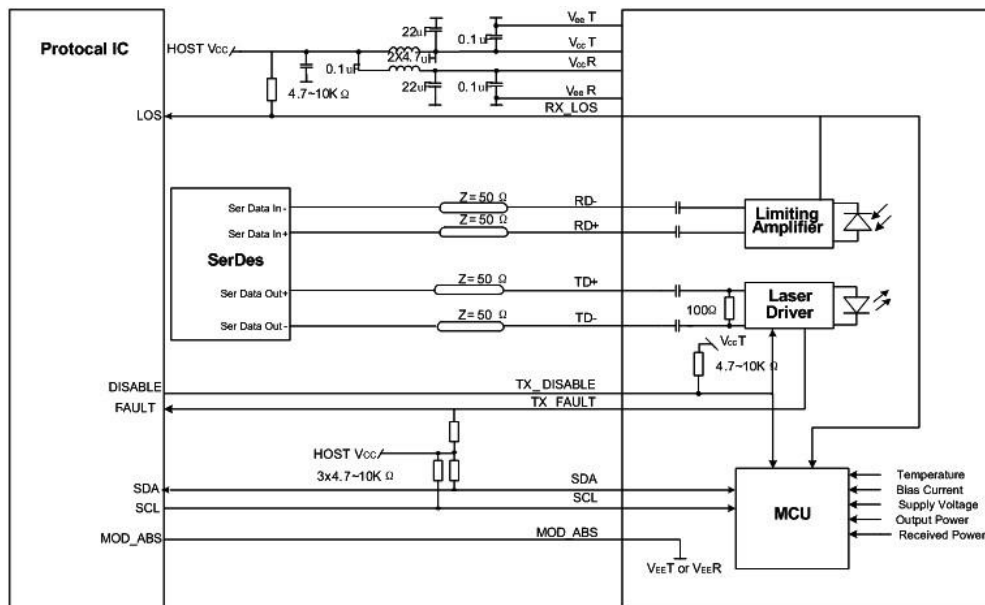 Protocal IC
HOST Vcc
22uF
0.1uF
VeeT
VccT
2X4.7uH
VccR
0.1uF
4.7~10K Ω
22uF
0.1uF
VeeR
LOS
RX_LOS
Z=50 Ω
RD-
Ser Data In-
Z=50 Ω
RD+
Ser Data In+
Limiting
Amplifier
SerDes
Z=50 Ω
TD+
Ser Data Out+
100Ω
Laser
Driver
Z=50 Ω
TD-
Ser Data Out-
VccT
4.7~10K Ω
DISABLE
TX_DISABLE
FAULT
TX_FAULT
HOST Vcc
3x4.7~10K Ω
SDA
SDA
SCL
SCL
MCU
Temperature
Bias Current
Supply Voltage
Output Power
Received Power
MOD_ABS
MOD_ABS
VEET or VEER